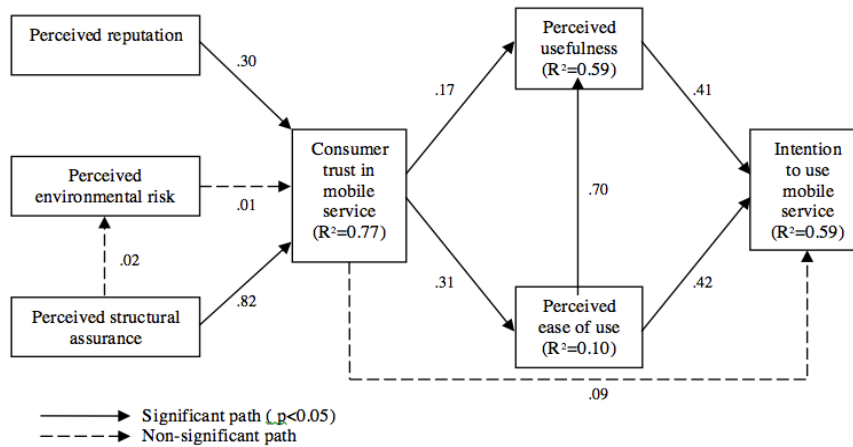 Perceived reputation
.30
Perceived
environmental risk
.01
.02
Perceived structural
assurance
.82
Consumer
trust in
mobile
service
(R²=0.77)
.17
.31
Perceived
usefulness
(R²=0.59)
.70
Perceived
ease of use
(R²=0.10)
.41
.42
Intention
to use
mobile
service
(R²=0.59)
.09
Significant path ( p<0.05)
Non-significant path